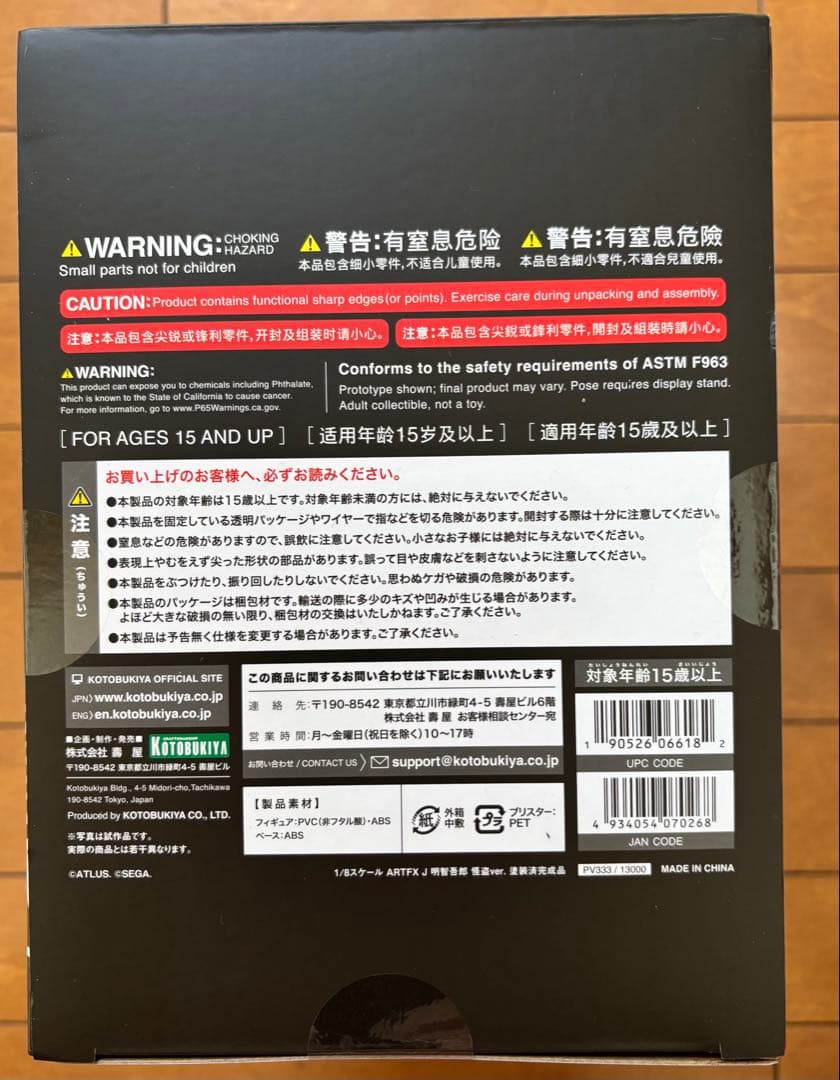 WARNING: CHOKING HAZARD
Small parts not for children
警告:有窒息危险
本品包含细小零件,不适合儿童使用。
警告:有窒息危險
本品包含細小零件,不適合兒童使用。
CAUTION: Product contains functional sharp edges (or points). Exercise care during unpacking and assembly.
注意:本品包含尖锐或锋利零件,开封及组装时请小心。
注意:本品包含尖銳或鋒利零件,開封及組裝時請小心。
WARNING:
This product can expose you to chemicals including Phthalate,
which is known to the State of California to cause cancer.
For more information, go to www.P65Warnings.ca.gov.
Conforms to the safety requirements of ASTM F963
Prototype shown; final product may vary. Pose requires display stand.
Adult collectible, not a toy.
[ FOR AGES 15 AND UP ] [ 适用年龄15岁及以上 ] [ 適用年齡15歲及以上 ]
注意(ちゅうい)
お買い上げのお客様へ、必ずお読みください。
●本製品の対象年齢は15歳以上です。対象年齢未満の方には、絶対に与えないでください。
●本製品を固定している透明パッケージやワイヤーで指などを切る危険があります。開封する際は十分に注意してください。
●窒息などの危険がありますので、誤飲に注意してください。小さなお子様には絶対に与えないでください。
●表現上やむをえず尖った形状の部品があります。誤って目や皮膚などを刺さないように注意してください。
●本製品をぶつけたり、振り回したりしないでください。思わぬケガや破損の危険があります。
●本製品のパッケージは梱包材です。輸送の際に多少のキズや凹みが生じる場合があります。
よほど大きな破損の無い限り、梱包材の交換はいたしかねます。ご了承ください。
●本製品は予告無く仕様を変更する場合があります。ご了承ください。
KOTOBUKIYA OFFICIAL SITE
JPN〉www.kotobukiya.co.jp
ENG〉en.kotobukiya.co.jp
■企画・制作・発売■
株式会社 壽 屋
CRAFTSMANSHIP
KOTOBUKIYA
〒190-8542 東京都立川市緑町4-5 壽屋ビル
Kotobukiya Bldg., 4-5 Midori-cho,Tachikawa
190-8542 Tokyo, Japan
Produced by KOTOBUKIYA CO., LTD.
※写真は試作品です。
実際の商品とは若干異なります。
©ATLUS. ©SEGA.
この商品に関するお問い合わせは下記にお願いいたします
連絡先:〒190-8542 東京都立川市緑町4-5 壽屋ビル6階
株式会社 壽 屋 お客様相談センター宛
営業時間:月〜金曜日(祝日を除く)10〜17時
お問い合わせ / CONTACT US 〉 support@kotobukiya.co.jp
【製品素材】
フィギュア:PVC(非フタル酸)・ABS
ベース:ABS
紙
外箱
中敷
プラ
ブリスター:
PET
たいしょうねんれい さいいじょう
対象年齢15歳以上
1 90526 06618 2
UPC CODE
4 934054 070268
JAN CODE
1/8スケール ARTFX J 明智吾郎 怪盗ver. 塗装済完成品
PV333 / 13000
MADE IN CHINA